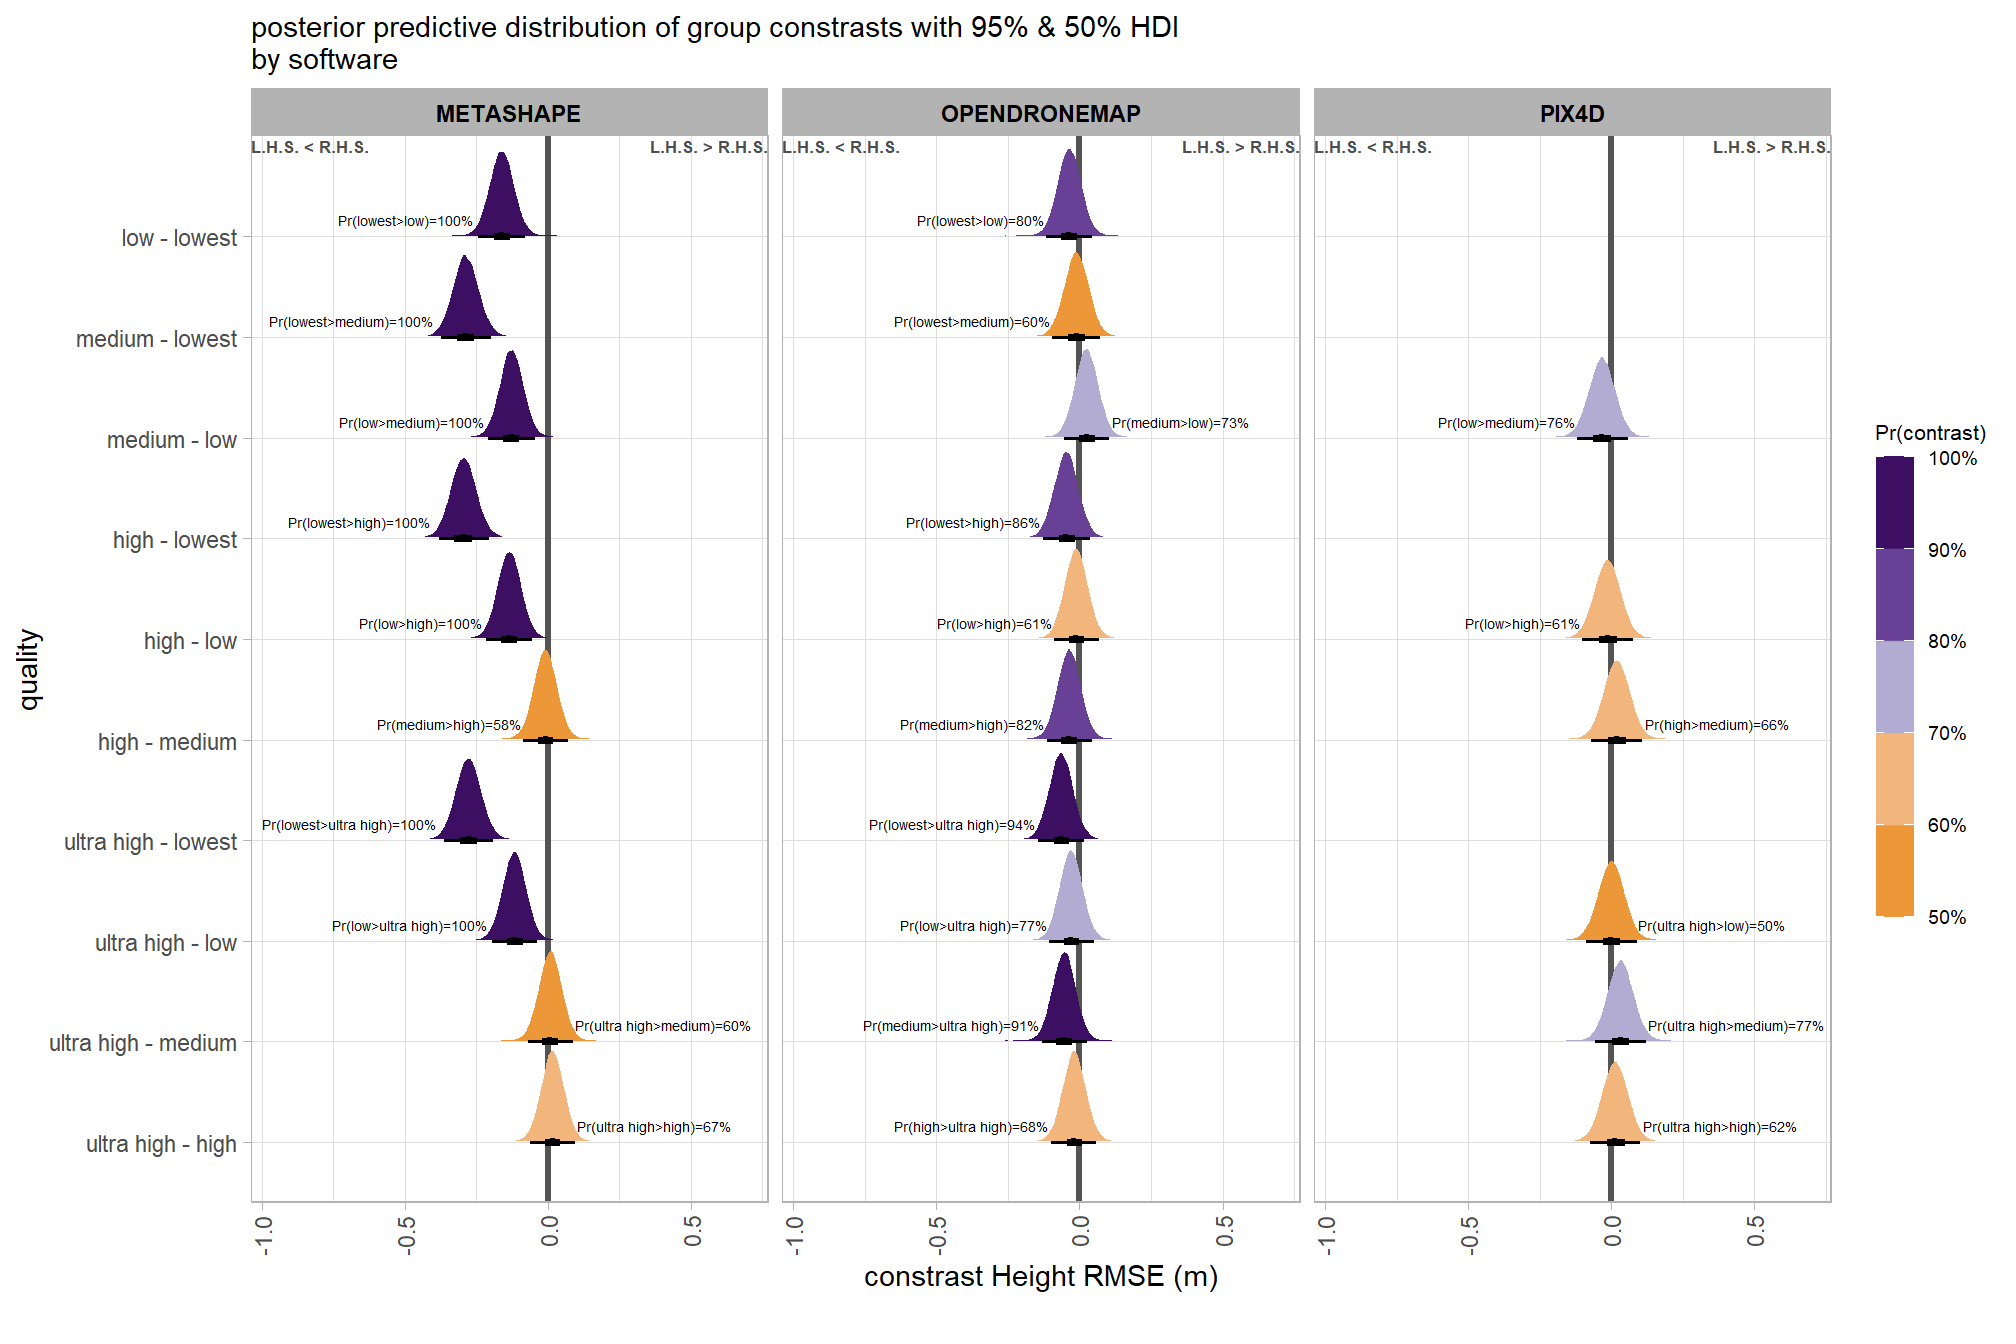 posterior predictive distribution of group constrasts with 95% & 50% HDI
by software
METASHAPE
OPENDRONEMAP
PIX4D
L.H.S. < R.H.S.
L.H.S. > R.H.S.
L.H.S. < R.H.S.
L.H.S. > R.H.S.
L.H.S. < R.H.S.
L.H.S. > R.H.S.
quality
low - lowest
Pr(lowest>low)=100%
Pr(lowest>low)=80%
medium - lowest
Pr(lowest>medium)=100%
Pr(lowest>medium)=60%
medium - low
Pr(low>medium)=100%
Pr(medium>low)=73%
Pr(low>medium)=76%
high - lowest
Pr(lowest>high)=100%
Pr(lowest>high)=86%
high - low
Pr(low>high)=100%
Pr(low>high)=61%
Pr(low>high)=61%
high - medium
Pr(medium>high)=58%
Pr(medium>high)=82%
Pr(high>medium)=66%
ultra high - lowest
Pr(lowest>ultra high)=100%
Pr(lowest>ultra high)=94%
ultra high - low
Pr(low>ultra high)=100%
Pr(low>ultra high)=77%
Pr(ultra high>low)=50%
ultra high - medium
Pr(ultra high>medium)=60%
Pr(medium>ultra high)=91%
Pr(ultra high>medium)=77%
ultra high - high
Pr(ultra high>high)=67%
Pr(high>ultra high)=68%
Pr(ultra high>high)=62%
-1.0
-0.5
0.0
0.5
-1.0
-0.5
0.0
0.5
-1.0
-0.5
0.0
0.5
constrast Height RMSE (m)
Pr(contrast)
100%
90%
80%
70%
60%
50%